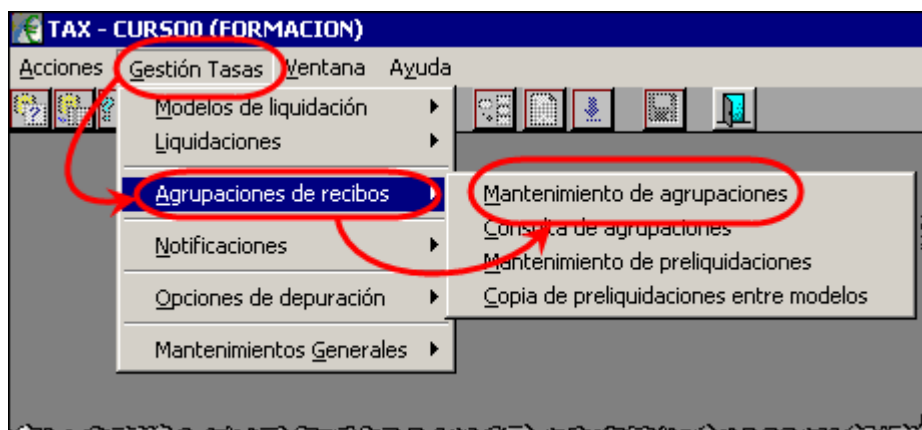 TAX - CURSO0 (FORMACION)
Acciones Gestión Tasas Ventana Ayuda
Modelos de liquidación
Liquidaciones
Agrupaciones de recibos
Notificaciones
Opciones de depuración
Mantenimientos Generales
Mantenimiento de agrupaciones
Consulta de agrupaciones
Mantenimiento de preliquidaciones
Copia de preliquidaciones entre modelos